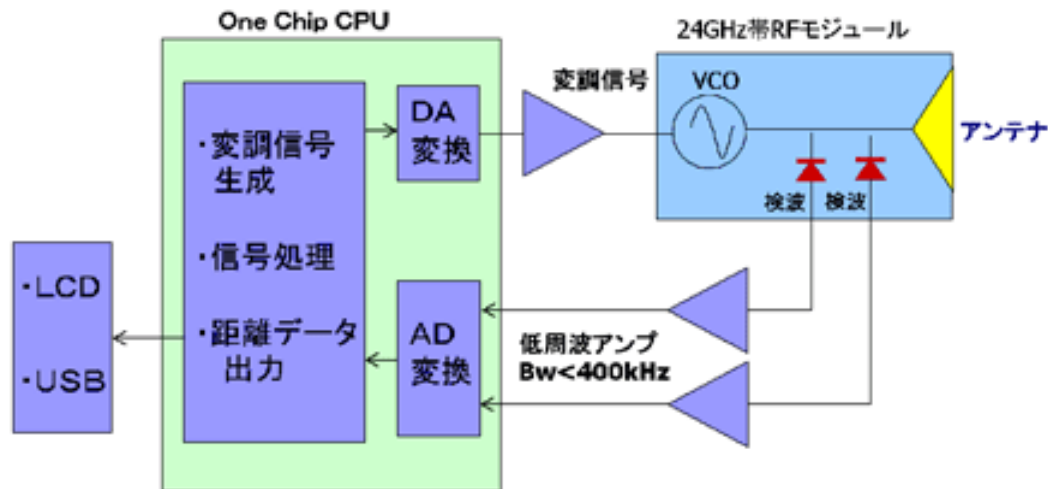 One Chip CPU
24GHz帯RFモジュール
変調信号
VCO
アンテナ
DA
変換
・変調信号
生成
・信号処理
・距離データ
出力
検波
検波
・LCD
・USB
AD
変換
低周波アンプ
Bw<400kHz